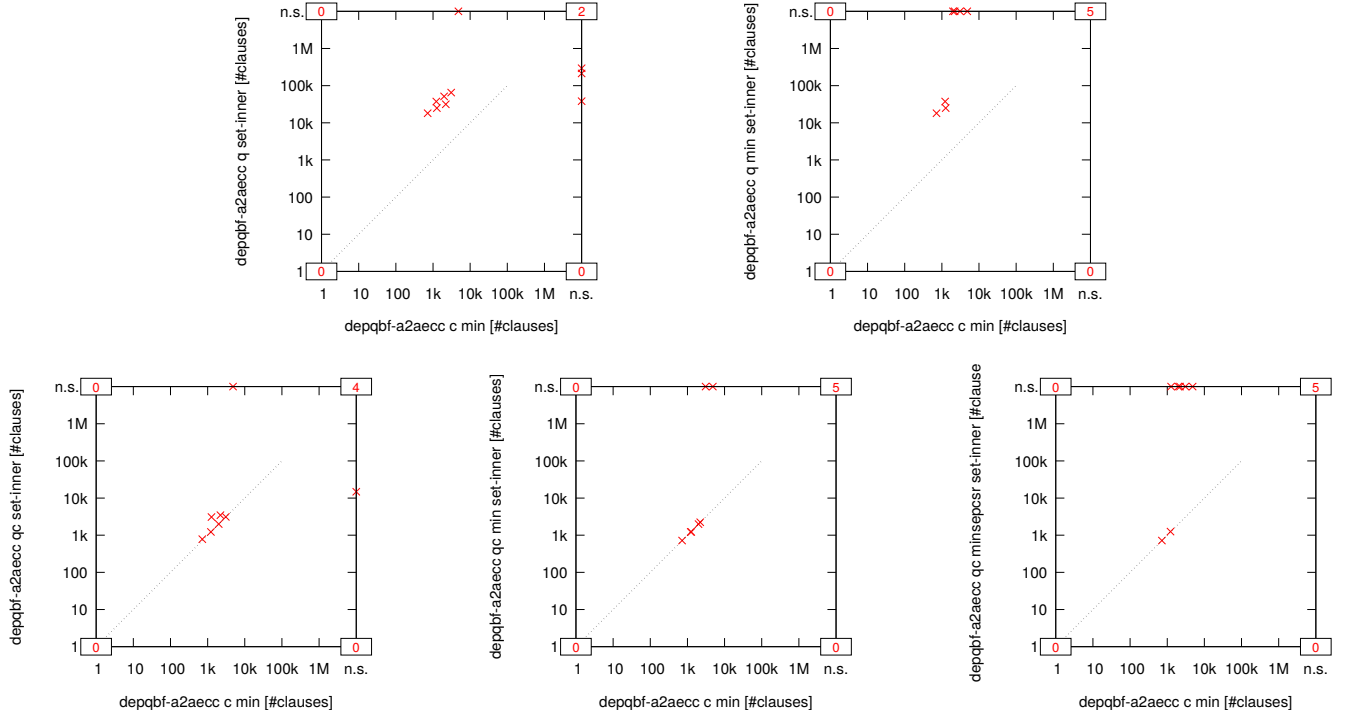 n.s. 0 2
1M
100k
10k
1k
100
10
1 0 0
1 10 100 1k 10k 100k 1M n.s.
depqbf-a2aecc q set-inner [#clauses]
depqbf-a2aecc c min [#clauses]
n.s. 0 5
1M
100k
10k
1k
100
10
1 0 0
1 10 100 1k 10k 100k 1M n.s.
depqbf-a2aecc q min set-inner [#clauses]
depqbf-a2aecc c min [#clauses]
n.s. 0 4
1M
100k
10k
1k
100
10
1 0 0
1 10 100 1k 10k 100k 1M n.s.
depqbf-a2aecc qc set-inner [#clauses]
depqbf-a2aecc c min [#clauses]
n.s. 0 5
1M
100k
10k
1k
100
10
1 0 0
1 10 100 1k 10k 100k 1M n.s.
depqbf-a2aecc qc min set-inner [#clauses]
depqbf-a2aecc c min [#clauses]
n.s. 0 5
1M
100k
10k
1k
100
10
1 0 0
1 10 100 1k 10k 100k 1M n.s.
depqbf-a2aecc qc minsepcsr set-inner [#clause
depqbf-a2aecc c min [#clauses]